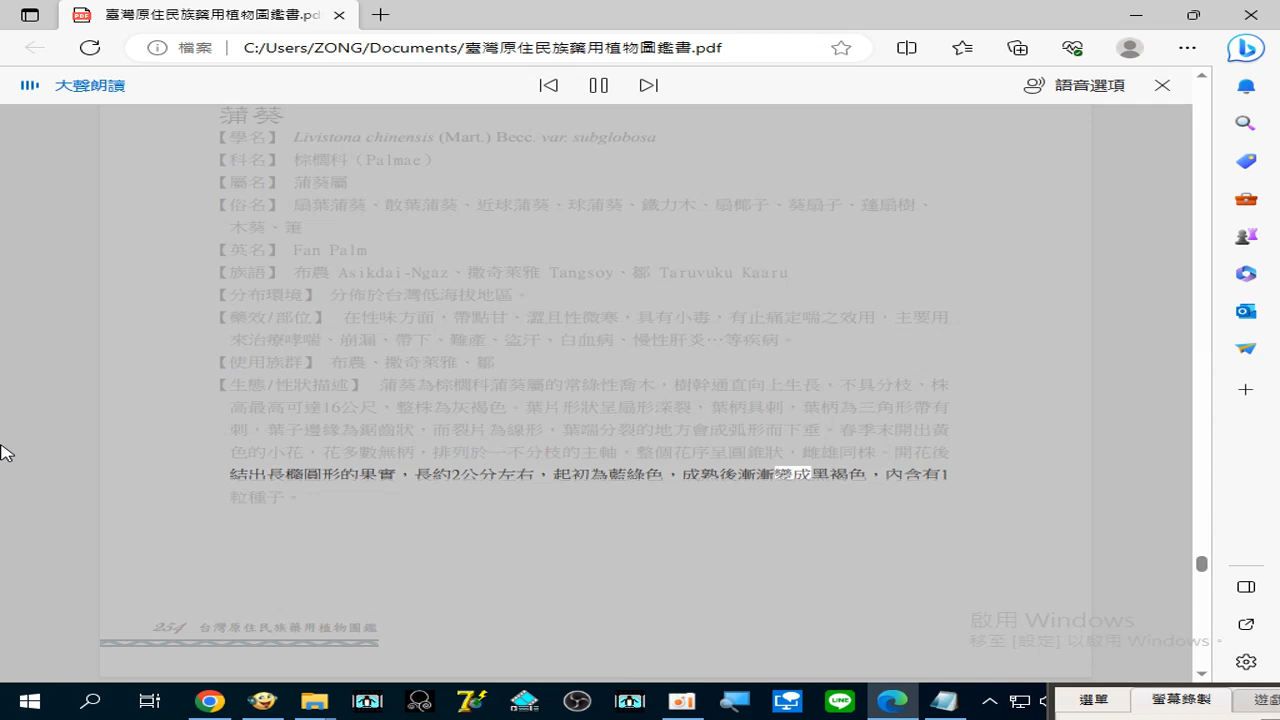 臺灣原住民族藥用植物圖鑑書.pdf
檔案
C:/Users/ZONG/Documents/臺灣原住民族藥用植物圖鑑書.pdf
大聲朗讀
語音選項
蒲葵
【學名】 Livistona chinensis (Mart.) Becc. var. subglobosa
【科名】 棕櫚科（Palmae）
【屬名】 蒲葵屬
【俗名】 扇葉蒲葵、散葉蒲葵、近球蒲葵、球蒲葵、鐵力木、扇椰子、葵扇子、蓬扇樹、
木葵、
【英名】 Fan Palm
【族語】 布農 Asikdai-Ngaz、撒奇萊雅 Tangsoy、鄒 Taruvuku Kaaru
【分布環境】 分佈於台灣低海拔地區。
【藥效/部位】 在性味方面，帶點甘、澀且性微寒，具有小毒，有止痛定喘之效用，主要用
來治療哮喘、崩漏、帶下、難產、盜汗，白血病、慢性肝炎…等疾病。
【使用族群】 布農、撒奇萊雅、鄒
【生態/性狀描述】 蒲葵為棕櫚科蒲葵屬的常綠性喬木，樹幹通直向上生長，不具分枝、株
高最高可達16公尺，整株為灰褐色。葉片形狀呈扇形深裂，葉柄具刺，葉柄為三角形帶有
刺，葉子邊緣為鋸齒狀，而裂片為線形，葉端分裂的地方會成弧形而下垂。春季末開出黃
色的小花，花多數無柄，排列於一不分枝的主軸，整個花序呈圓錐狀，雌雄同株。開花後
結出長橢圓形的果實，長約2公分左右，起初為藍綠色，成熟後漸漸變成黑褐色，內含有1
粒種子。
254 台灣原住民族藥用植物圖鑑
啟用 Windows
移至 [設定] 以啟用 Windows。
選單
螢幕錄製
遊戲